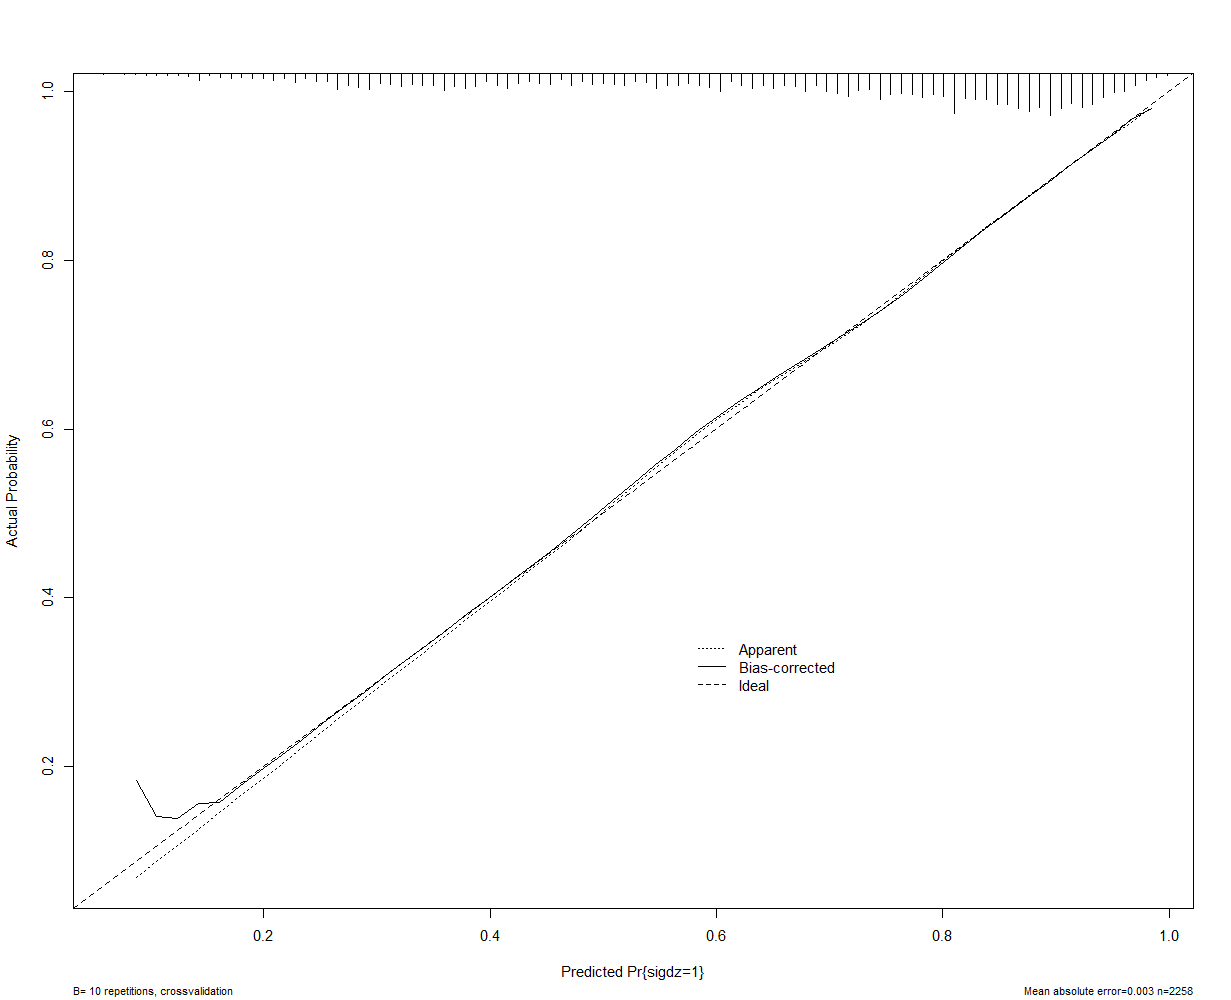 1.0
0.8
0.6
0.4
0.2
Actual Probability
Apparent
Bias-corrected
Ideal
0.2 0.4 0.6 0.8 1.0
Predicted Pr{sigdz=1}
B= 10 repetitions, crossvalidation
Mean absolute error=0.003 n=2258